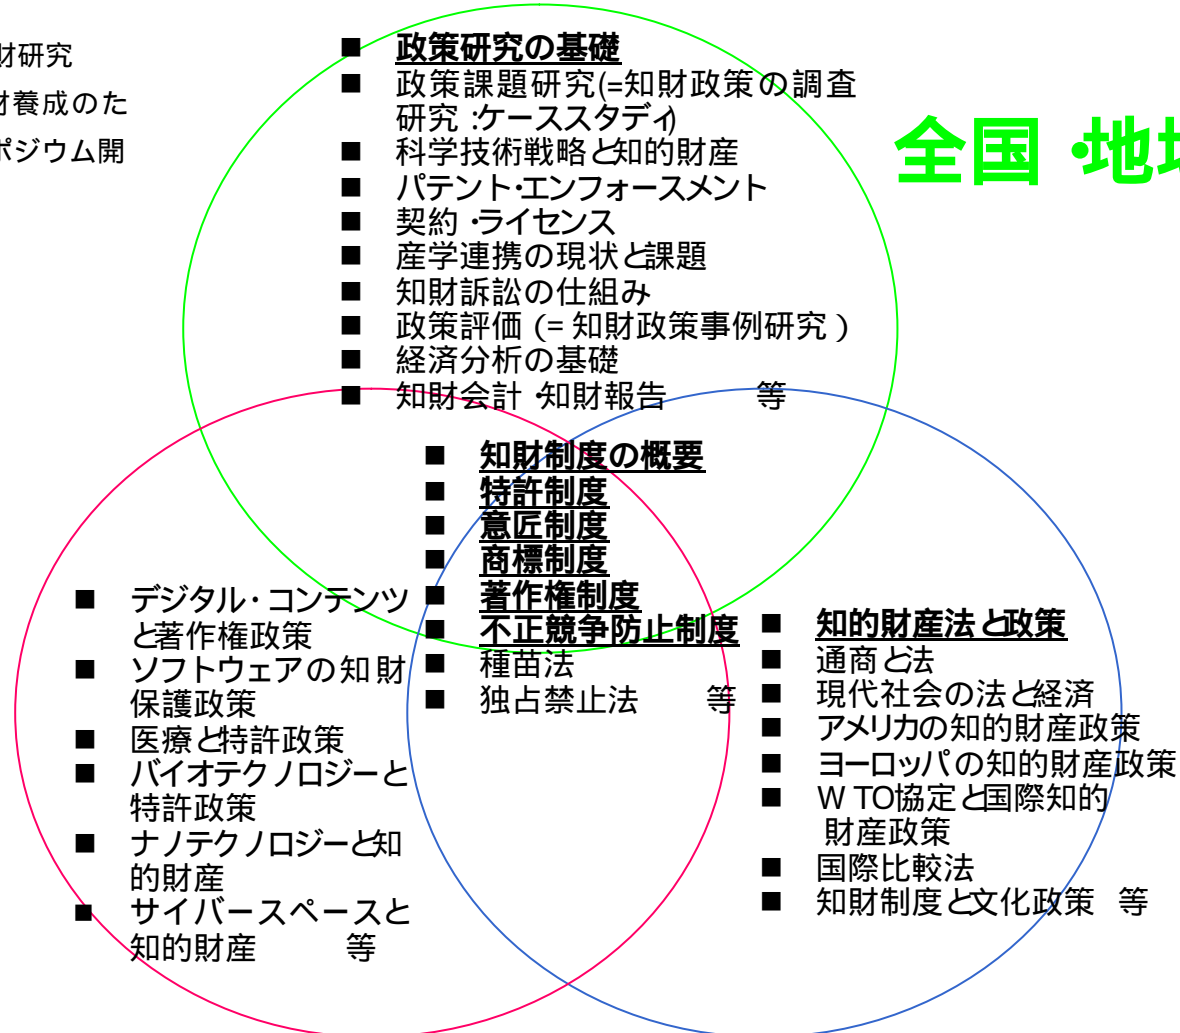 財研究
材養成のた
ポジウム開
■ 政策研究の基礎
■ 政策課題研究(=知財政策の調査
研究:ケーススタディ)
■ 科学技術戦略と知的財産
■ パテント・エンフォースメント
■ 契約・ライセンス
■ 産学連携の現状と課題
■ 知財訴訟の仕組み
■ 政策評価(=知財政策事例研究)
■ 経済分析の基礎
■ 知財会計・知財報告 等
全国・地域
■ 知財制度の概要
■ 特許制度
■ 意匠制度
■ 商標制度
■ 著作権制度
■ 不正競争防止制度
■ 種苗法
■ 独占禁止法 等
■ デジタル・コンテンツ
と著作権政策
■ ソフトウェアの知財
保護政策
■ 医療と特許政策
■ バイオテクノロジーと
特許政策
■ ナノテクノロジーと知
的財産
■ サイバースペースと
知的財産 等
■ 知的財産法と政策
■ 通商と法
■ 現代社会の法と経済
■ アメリカの知的財産政策
■ ヨーロッパの知的財産政策
■ WTO協定と国際知的
財産政策
■ 国際比較法
■ 知財制度と文化政策 等